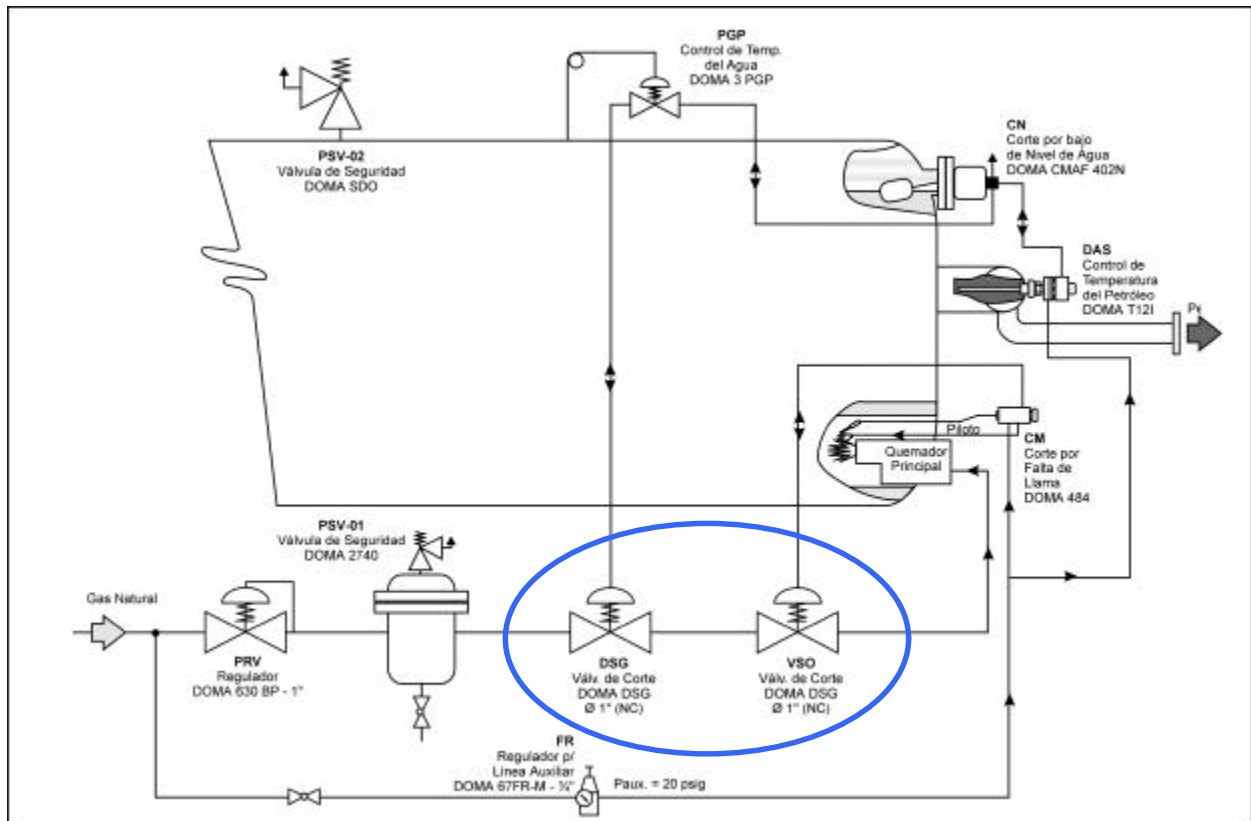 PGP
Control de Temp.
del Agua
DOMA 3 PGP
PSV-02
Válvula de Seguridad
DOMA SDO
CN
Corte por bajo
de Nivel de Agua
DOMA CMAF 402N
DAS
Control de
Temperatura
del Petróleo
DOMA T12I
Pe
Piloto
Quemador
Principal
CM
Corte por
Falta de
Llama
DOMA 484
PSV-01
Válvula de Seguridad
DOMA 2740
Gas Natural
PRV
Regulador
DOMA 630 BP - 1"
DSG
Válv. de Corte
DOMA DSG
Ø 1" (NC)
VSO
Válv. de Corte
DOMA DSG
Ø 1" (NC)
FR
Regulador p/
Linea Auxiliar
DOMA 67FR-M -
Paux. = 20 psig